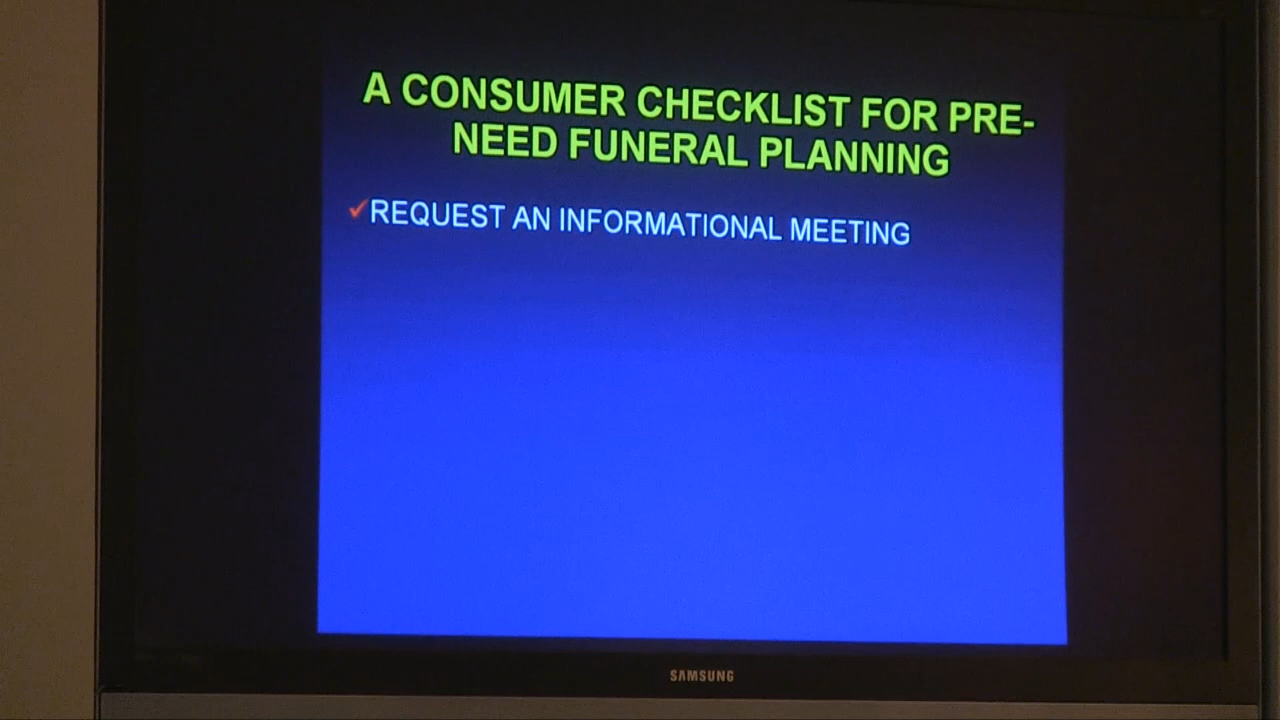 A CONSUMER CHECKLIST FOR PRE-
NEED FUNERAL PLANNING
✓REQUEST AN INFORMATIONAL MEETING
SAMSUNG